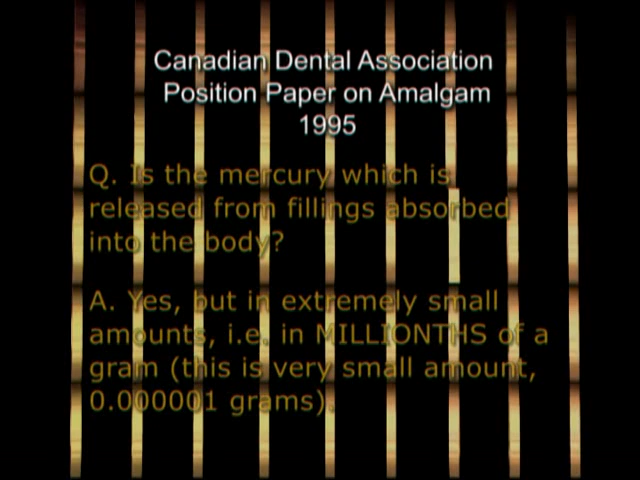 Canadian Dental Association
Position Paper on Amalgam
1995
Q. Is the mercury which is
released from fillings absorbed
into the body?
A. Yes, but in extremely small
amounts, i.e. in MILLIONTHS of a
gram (this is very small amount,
0.000001 grams).